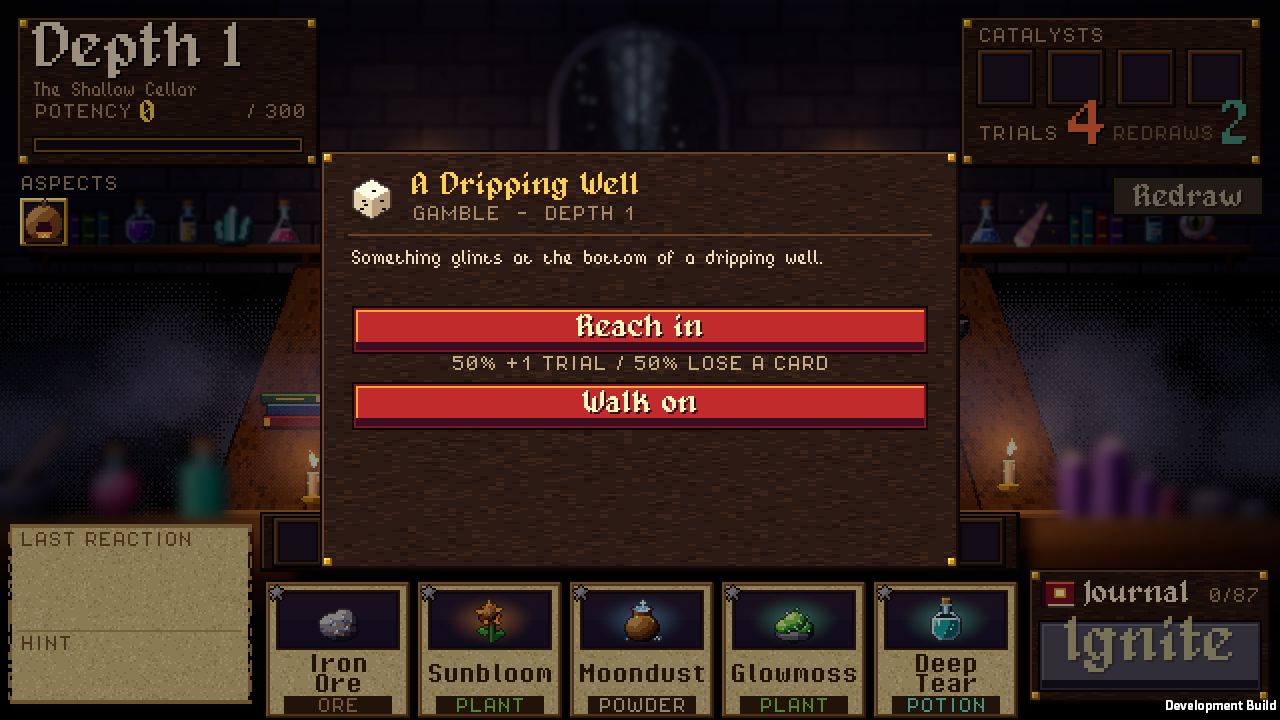 Depth 1
The Shallow Cellar
POTENCY 0 / 300
ASPECTS
CATALYSTS
TRIALS 4 REDRAWS 2
Redraw
A Dripping Well
GAMBLE - DEPTH 1
Something glints at the bottom of a dripping well.
Reach in
50% +1 TRIAL / 50% LOSE A CARD
Walk on
LAST REACTION
HINT
Iron
Ore
ORE
Sunbloom
PLANT
Moondust
POWDER
Glowmoss
PLANT
Deep
Tear
POTION
Journal 0/87
Ignite
Development Build